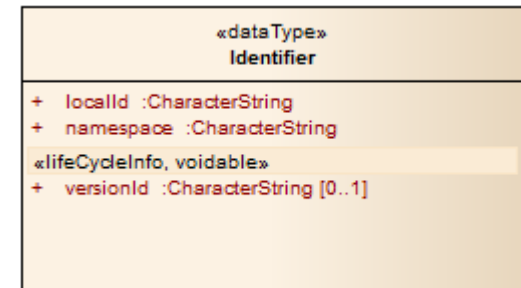 «dataType»
Identifier
+ localId :CharacterString
+ namespace :CharacterString
«lifeCycleInfo, voidable»
+ versionId :CharacterString [0..1]